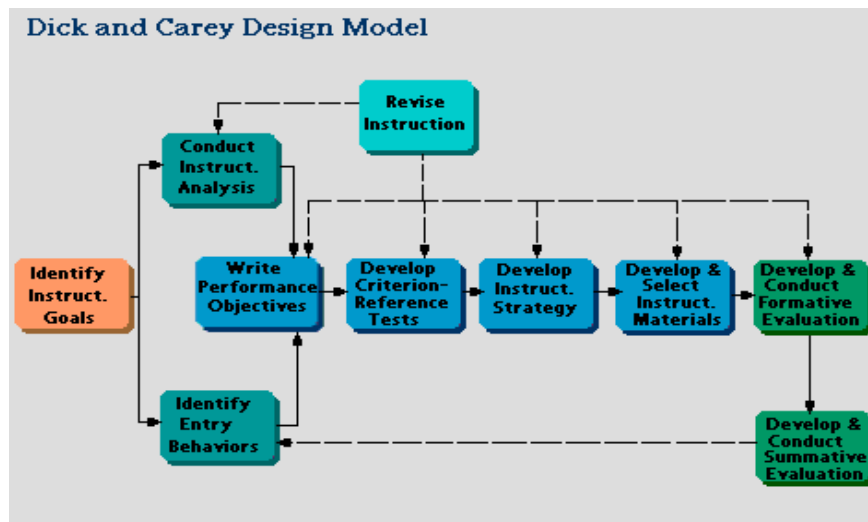 Dick and Carey Design Model
Revise
Instruction
Conduct
Instruct.
Analysis
Identify
Instruct.
Goals
Write
Performance
Objectives
Develop
Criterion-
Reference
Tests
Develop
Instruct.
Strategy
Develop &
Select
Instruct.
Materials
Develop &
Conduct
Formative
Evaluation
Identify
Entry
Behaviors
Develop &
Conduct
Summative
Evaluation